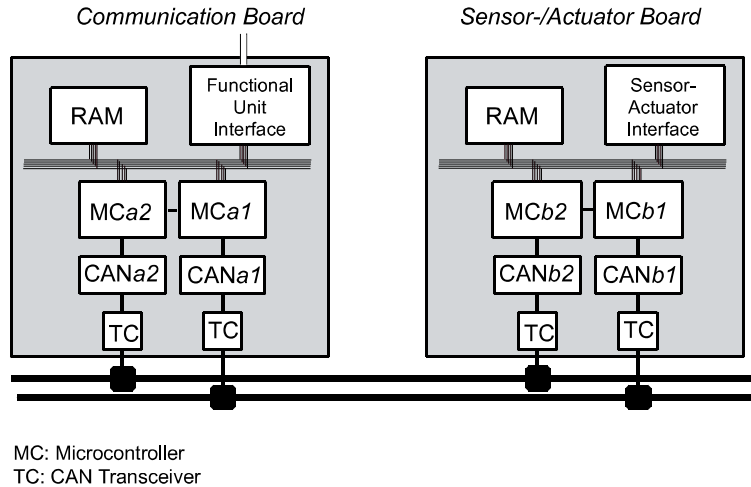 Communication Board
Sensor-/Actuator Board
RAM
Functional
Unit
Interface
RAM
Sensor-
Actuator
Interface
MCa2
MCa1
MCb2
MCb1
CANa2
CANa1
CANb2
CANb1
TC
TC
TC
TC
MC: Microcontroller
TC: CAN Transceiver